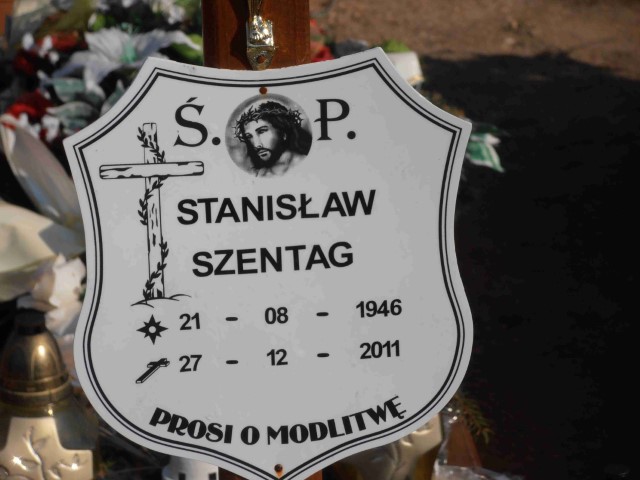 Ś. P.
STANISŁAW
SZENTAG
21 - 08 - 1946
27 - 12 - 2011
PROSI O MODLITWĘ